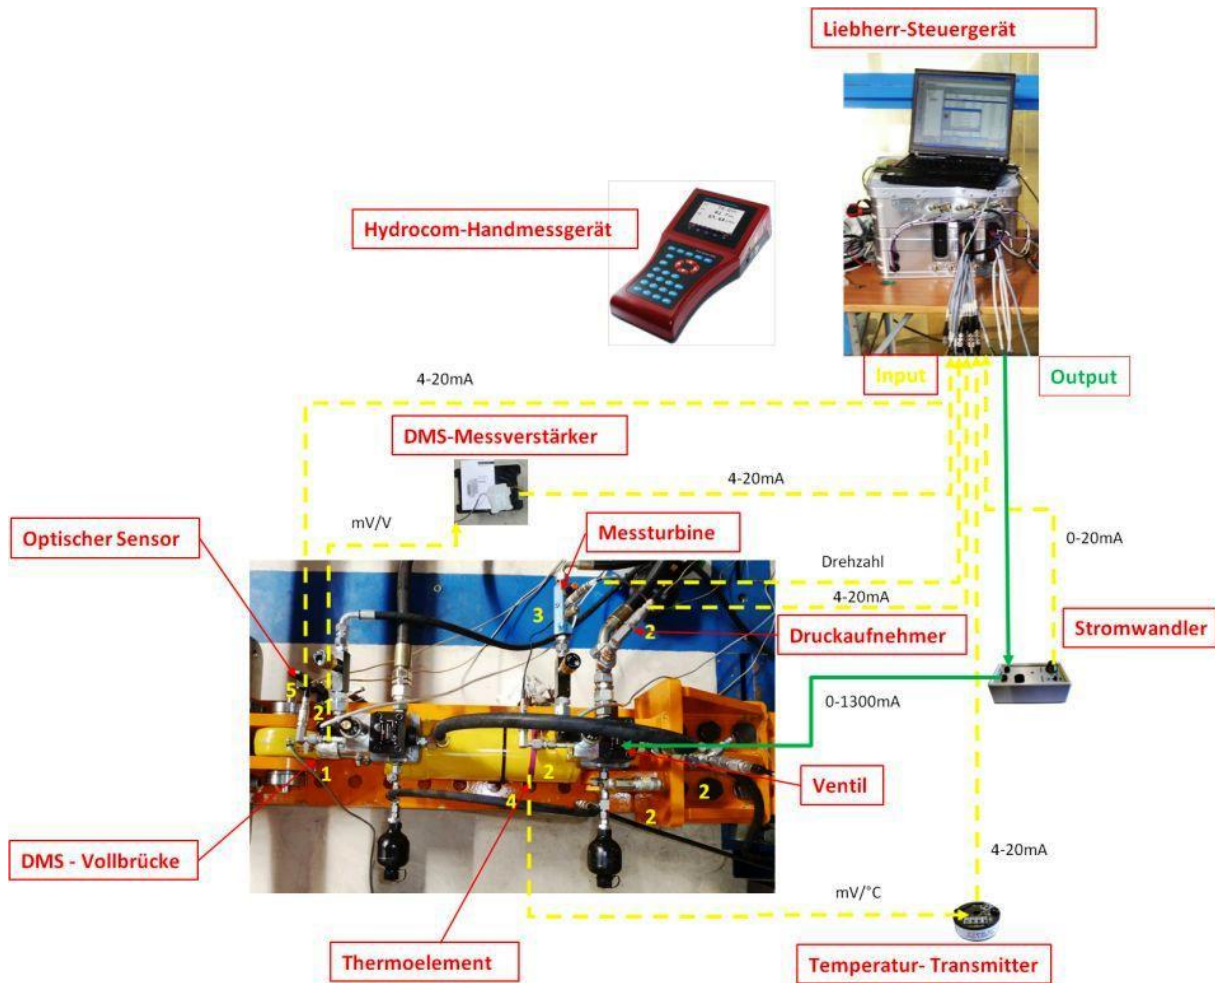 Liebherr-Steuergerät
Hydrocom-Handmessgerät
Input
Output
4-20mA
DMS-Messverstärker
4-20mA
mV/V
Optischer Sensor
Messturbine
0-20mA
Drehzahl
4-20mA
3
2
Druckaufnehmer
Stromwandler
5
2
0-1300mA
1
2
4
2
2
Ventil
DMS - Vollbrücke
4-20mA
mV/°C
Thermoelement
Temperatur- Transmitter